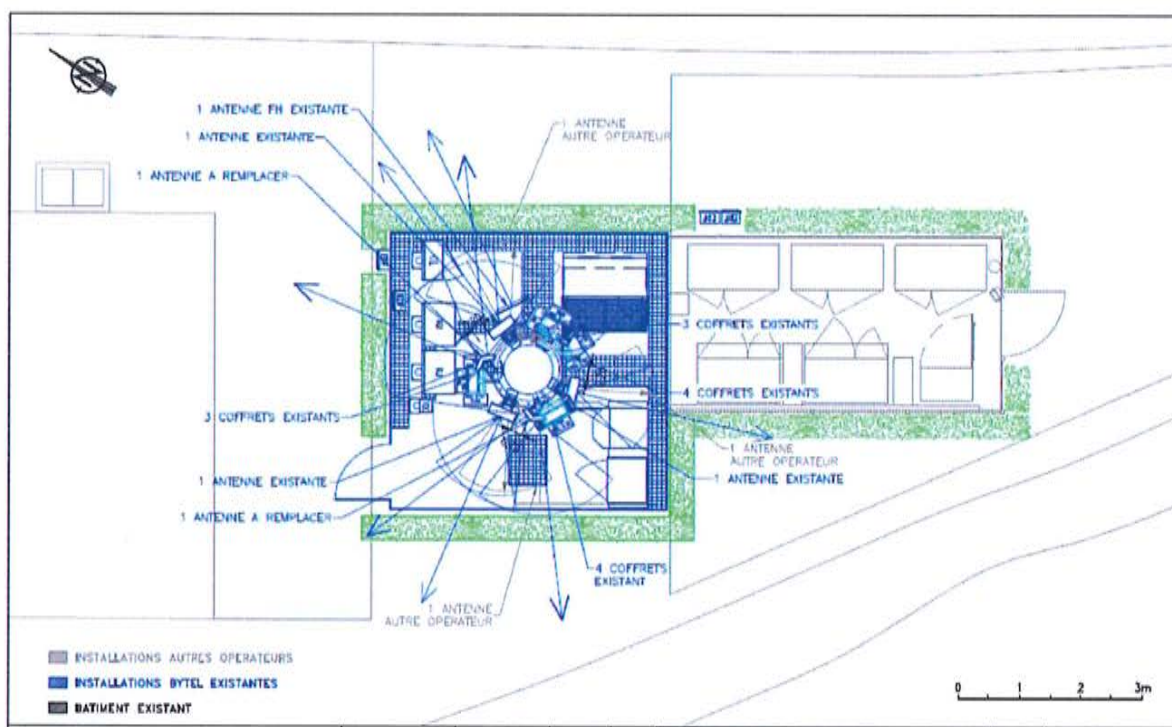 1 ANTENNE FH EXISTANTE
1 ANTENNE
AUTRE OPERATEUR
1 ANTENNE EXISTANTE
1 ANTENNE A REMPLACER
3 COFFRETS EXISTANTS
4 COFFRETS EXISTANTS
3 COFFRETS EXISTANTS
1 ANTENNE
AUTRE OPERATEUR
1 ANTENNE EXISTANTE
1 ANTENNE EXISTANTE
1 ANTENNE A REMPLACER
4 COFFRETS
EXISTANT
1 ANTENNE
AUTRE OPERATEUR
INSTALLATIONS AUTRES OPERATEURS
INSTALLATIONS BYTEL EXISTANTES
BATIMENT EXISTANT
0 1 2 3m